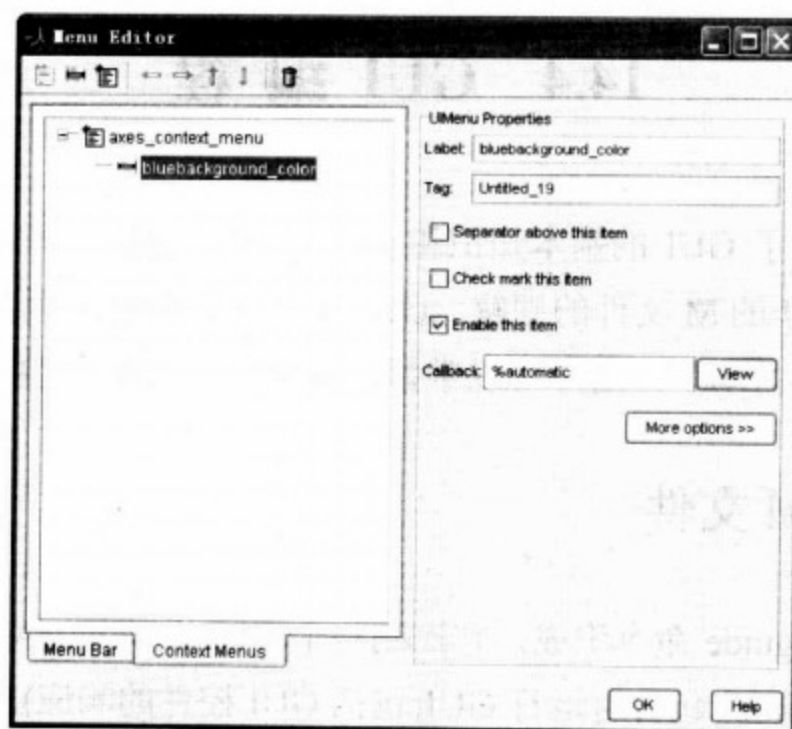 Menu Editor
axes_context_menu
bluebackground_color
UIMenu Properties
Label: bluebackground_color
Tag: Untitled_19
Separator above this item
Check mark this item
Enable this item
Callback: %automatic
View
More options >>
Menu Bar
Context Menus
OK
Help